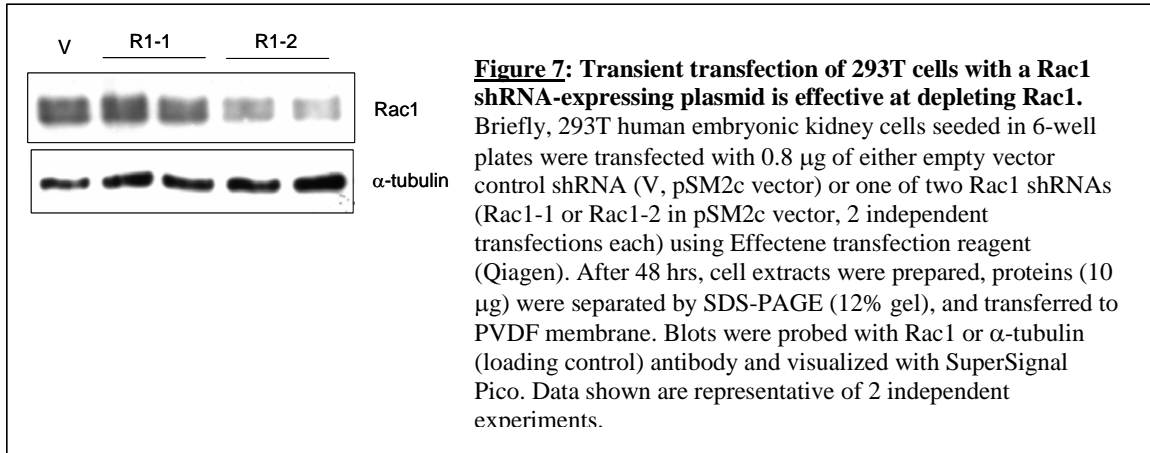 V R1-1 R1-2
Rac1
α-tubulin
Figure 7: Transient transfection of 293T cells with a Rac1
shRNA-expressing plasmid is effective at depleting Rac1.
Briefly, 293T human embryonic kidney cells seeded in 6-well
plates were transfected with 0.8 μg of either empty vector
control shRNA (V, pSM2c vector) or one of two Rac1 shRNAs
(Rac1-1 or Rac1-2 in pSM2c vector, 2 independent
transfections each) using Effectene transfection reagent
(Qiagen). After 48 hrs, cell extracts were prepared, proteins (10
μg) were separated by SDS-PAGE (12% gel), and transferred to
PVDF membrane. Blots were probed with Rac1 or α-tubulin
(loading control) antibody and visualized with SuperSignal
Pico. Data shown are representative of 2 independent
experiments.